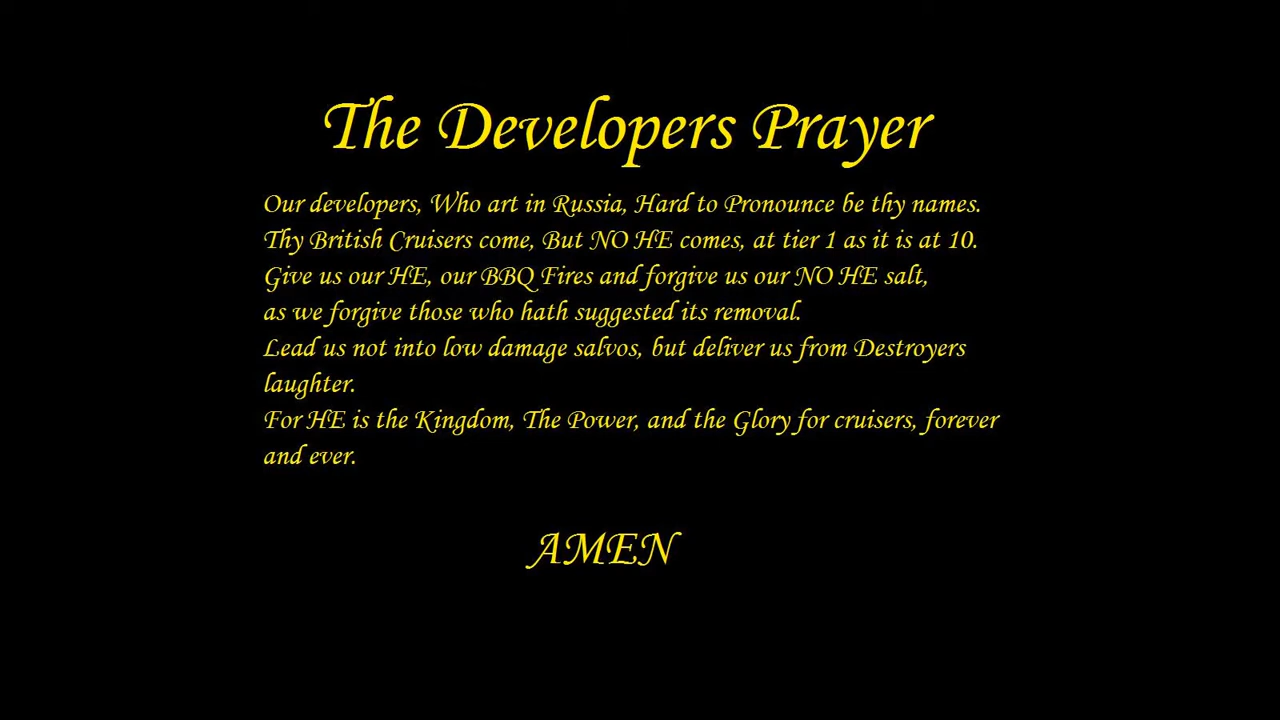 The Developers Prayer
Our developers, Who art in Russia, Hard to Pronounce be thy names.
Thy British Cruisers come, But NO HE comes, at tier 1 as it is at 10.
Give us our HE, our BBQ Fires and forgive us our NO HE salt,
as we forgive those who hath suggested its removal.
Lead us not into low damage salvos, but deliver us from Destroyers
laughter.
For HE is the Kingdom, The Power, and the Glory for cruisers, forever
and ever.
AMEN